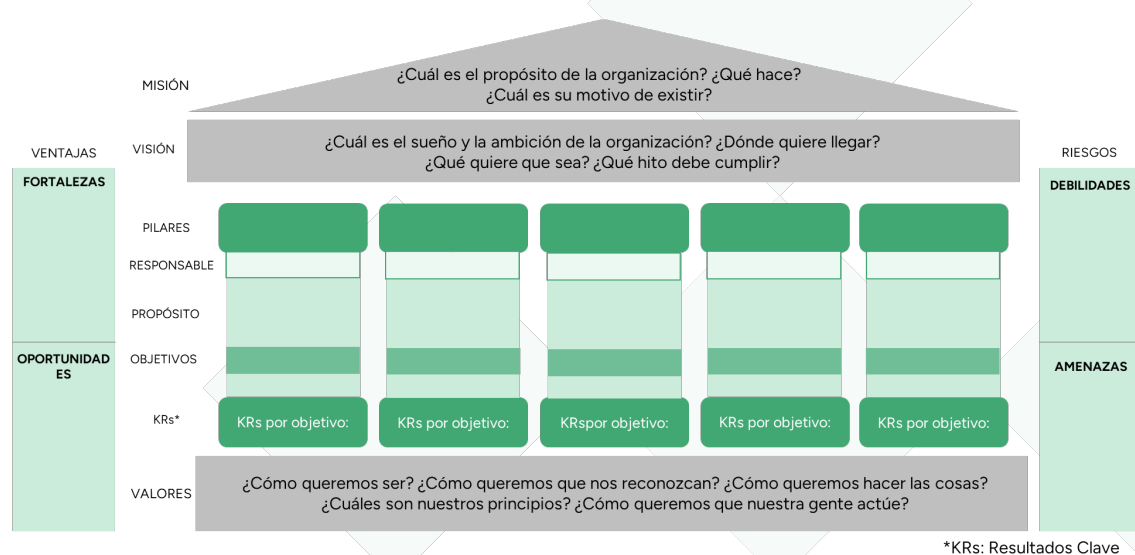 ¿Cuál es el propósito de la organización? ¿Qué hace?
MISIÓN
¿Cuál es su motivo de existir?
¿Cuál es el sueño y la ambición de la organización? ¿Dónde quiere llegar?
VISIÓN
¿Qué quiere que sea? ¿Qué hito debe cumplir?
VENTAJAS
RIESGOS
FORTALEZAS
DEBILIDADES
PILARES
RESPONSABLE
PROPÓSITO
OPORTUNIDAD
ES
OBJETIVOS
AMENAZAS
KRs*
KRs por objetivo:
KRs por objetivo:
KRspor objetivo:
KRs por objetivo:
KRs por objetivo:
¿Cómo queremos ser? ¿Cómo queremos que nos reconozcan? ¿Cómo queremos hacer las cosas?
VALORES
¿Cuáles son nuestros principios? ¿Cómo queremos que nuestra gente actúe?
*KRs: Resultados Clave